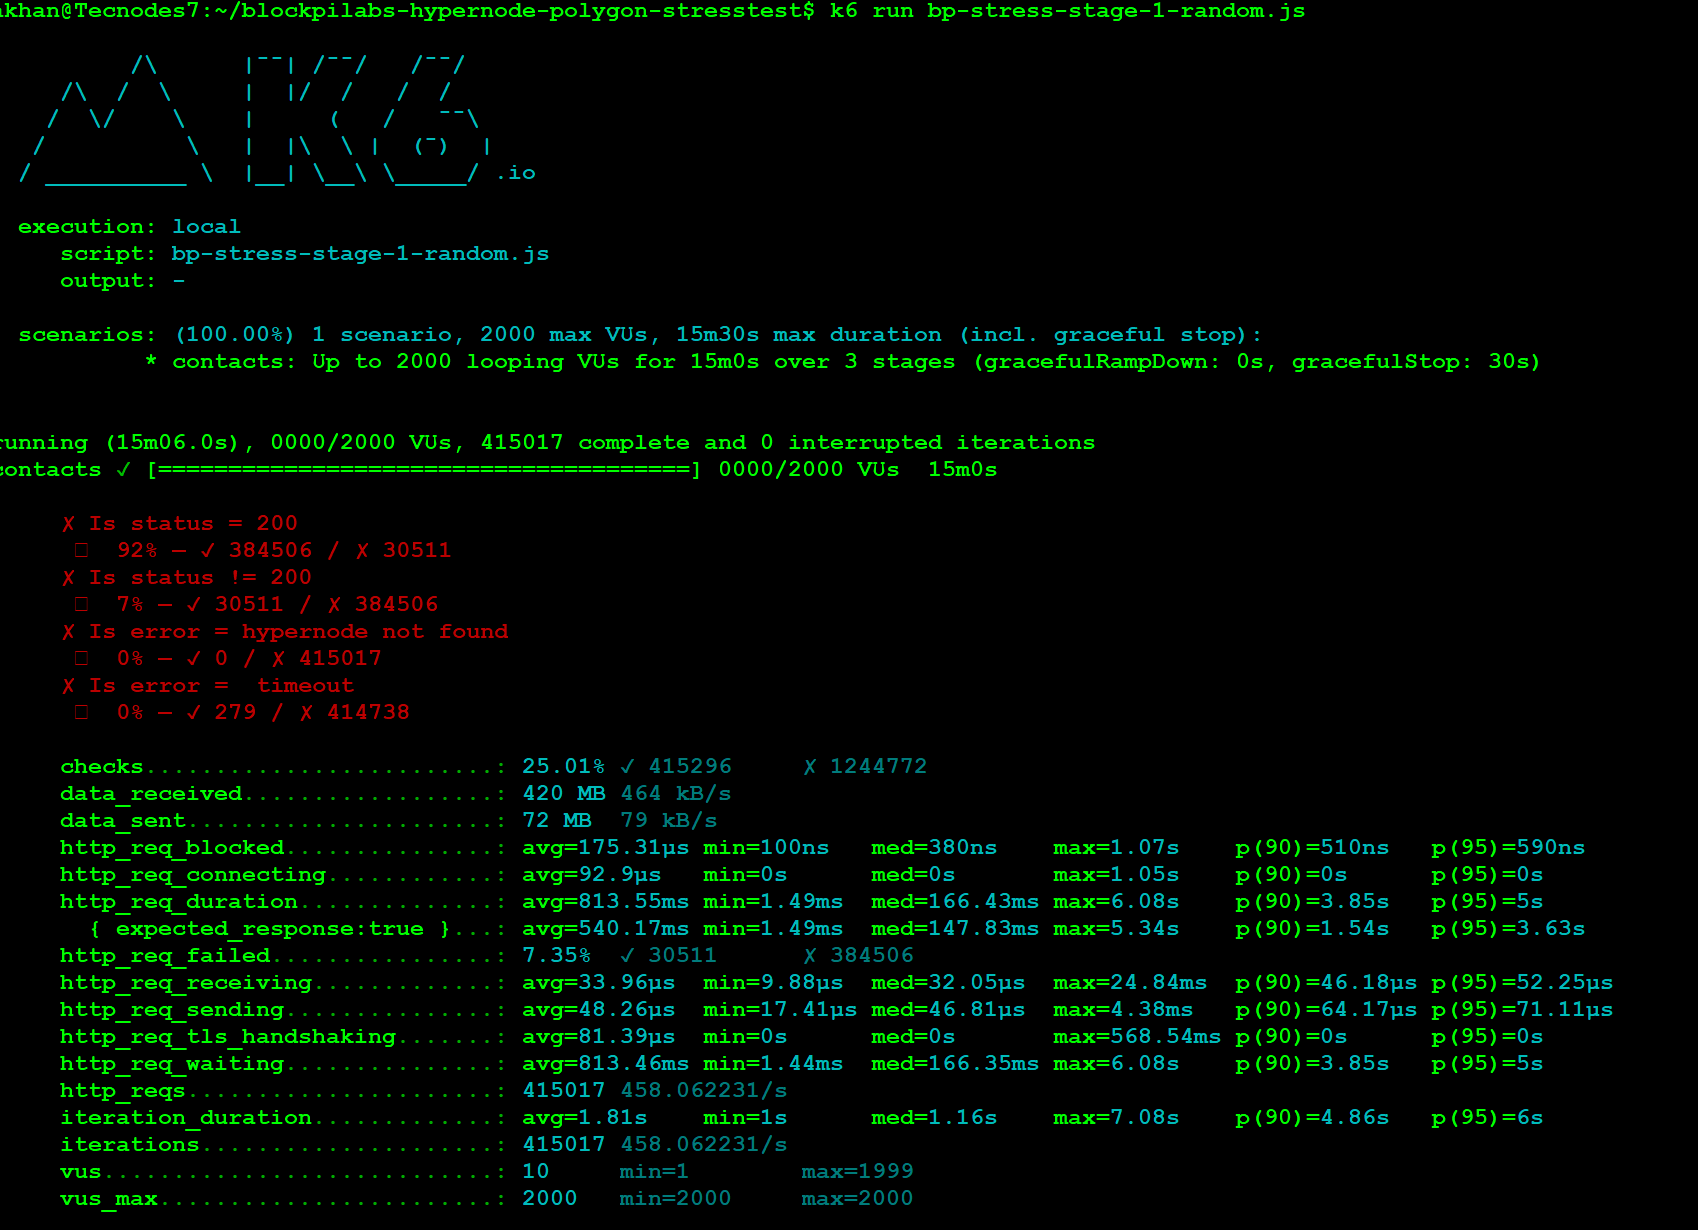 akhan@Tecnodes7:~/blockpilabs-hypernode-polygon-stresstest$ k6 run bp-stress-stage-1-random.js
          /\      |‾‾| /‾‾/   /‾‾/
     /\  /  \     |  |/  /   /  /
    /  \/    \    |     (   /   ‾‾\
   /          \   |  |\  \ |  (‾)  |
  / __________ \  |__| \__\ \_____/ .io
execution: local
script: bp-stress-stage-1-random.js
output: -
scenarios: (100.00%) 1 scenario, 2000 max VUs, 15m30s max duration (incl. graceful stop):
* contacts: Up to 2000 looping VUs for 15m0s over 3 stages (gracefulRampDown: 0s, gracefulStop: 30s)
running (15m06.0s), 0000/2000 VUs, 415017 complete and 0 interrupted iterations
contacts ✓ [======================================] 0000/2000 VUs  15m0s
✗ Is status = 200
92% — ✓ 384506 / ✗ 30511
✗ Is status != 200
7% — ✓ 30511 / ✗ 384506
✗ Is error = hypernode not found
0% — ✓ 0 / ✗ 415017
✗ Is error =  timeout
0% — ✓ 279 / ✗ 414738
checks.........................: 25.01% ✓ 415296     ✗ 1244772
data_received..................: 420 MB 464 kB/s
data_sent......................: 72 MB  79 kB/s
http_req_blocked...............: avg=175.31µs min=100ns   med=380ns    max=1.07s    p(90)=510ns   p(95)=590ns
http_req_connecting............: avg=92.9µs   min=0s      med=0s       max=1.05s    p(90)=0s      p(95)=0s
http_req_duration..............: avg=813.55ms min=1.49ms  med=166.43ms max=6.08s    p(90)=3.85s   p(95)=5s
{ expected_response:true }...: avg=540.17ms min=1.49ms  med=147.83ms max=5.34s    p(90)=1.54s   p(95)=3.63s
http_req_failed................: 7.35%  ✓ 30511      ✗ 384506
http_req_receiving.............: avg=33.96µs  min=9.88µs  med=32.05µs  max=24.84ms  p(90)=46.18µs p(95)=52.25µs
http_req_sending...............: avg=48.26µs  min=17.41µs med=46.81µs  max=4.38ms   p(90)=64.17µs p(95)=71.11µs
http_req_tls_handshaking.......: avg=81.39µs  min=0s      med=0s       max=568.54ms p(90)=0s      p(95)=0s
http_req_waiting...............: avg=813.46ms min=1.44ms  med=166.35ms max=6.08s    p(90)=3.85s   p(95)=5s
http_reqs......................: 415017 458.062231/s
iteration_duration.............: avg=1.81s    min=1s      med=1.16s    max=7.08s    p(90)=4.86s   p(95)=6s
iterations.....................: 415017 458.062231/s
vus............................: 10     min=1        max=1999
vus_max........................: 2000   min=2000     max=2000